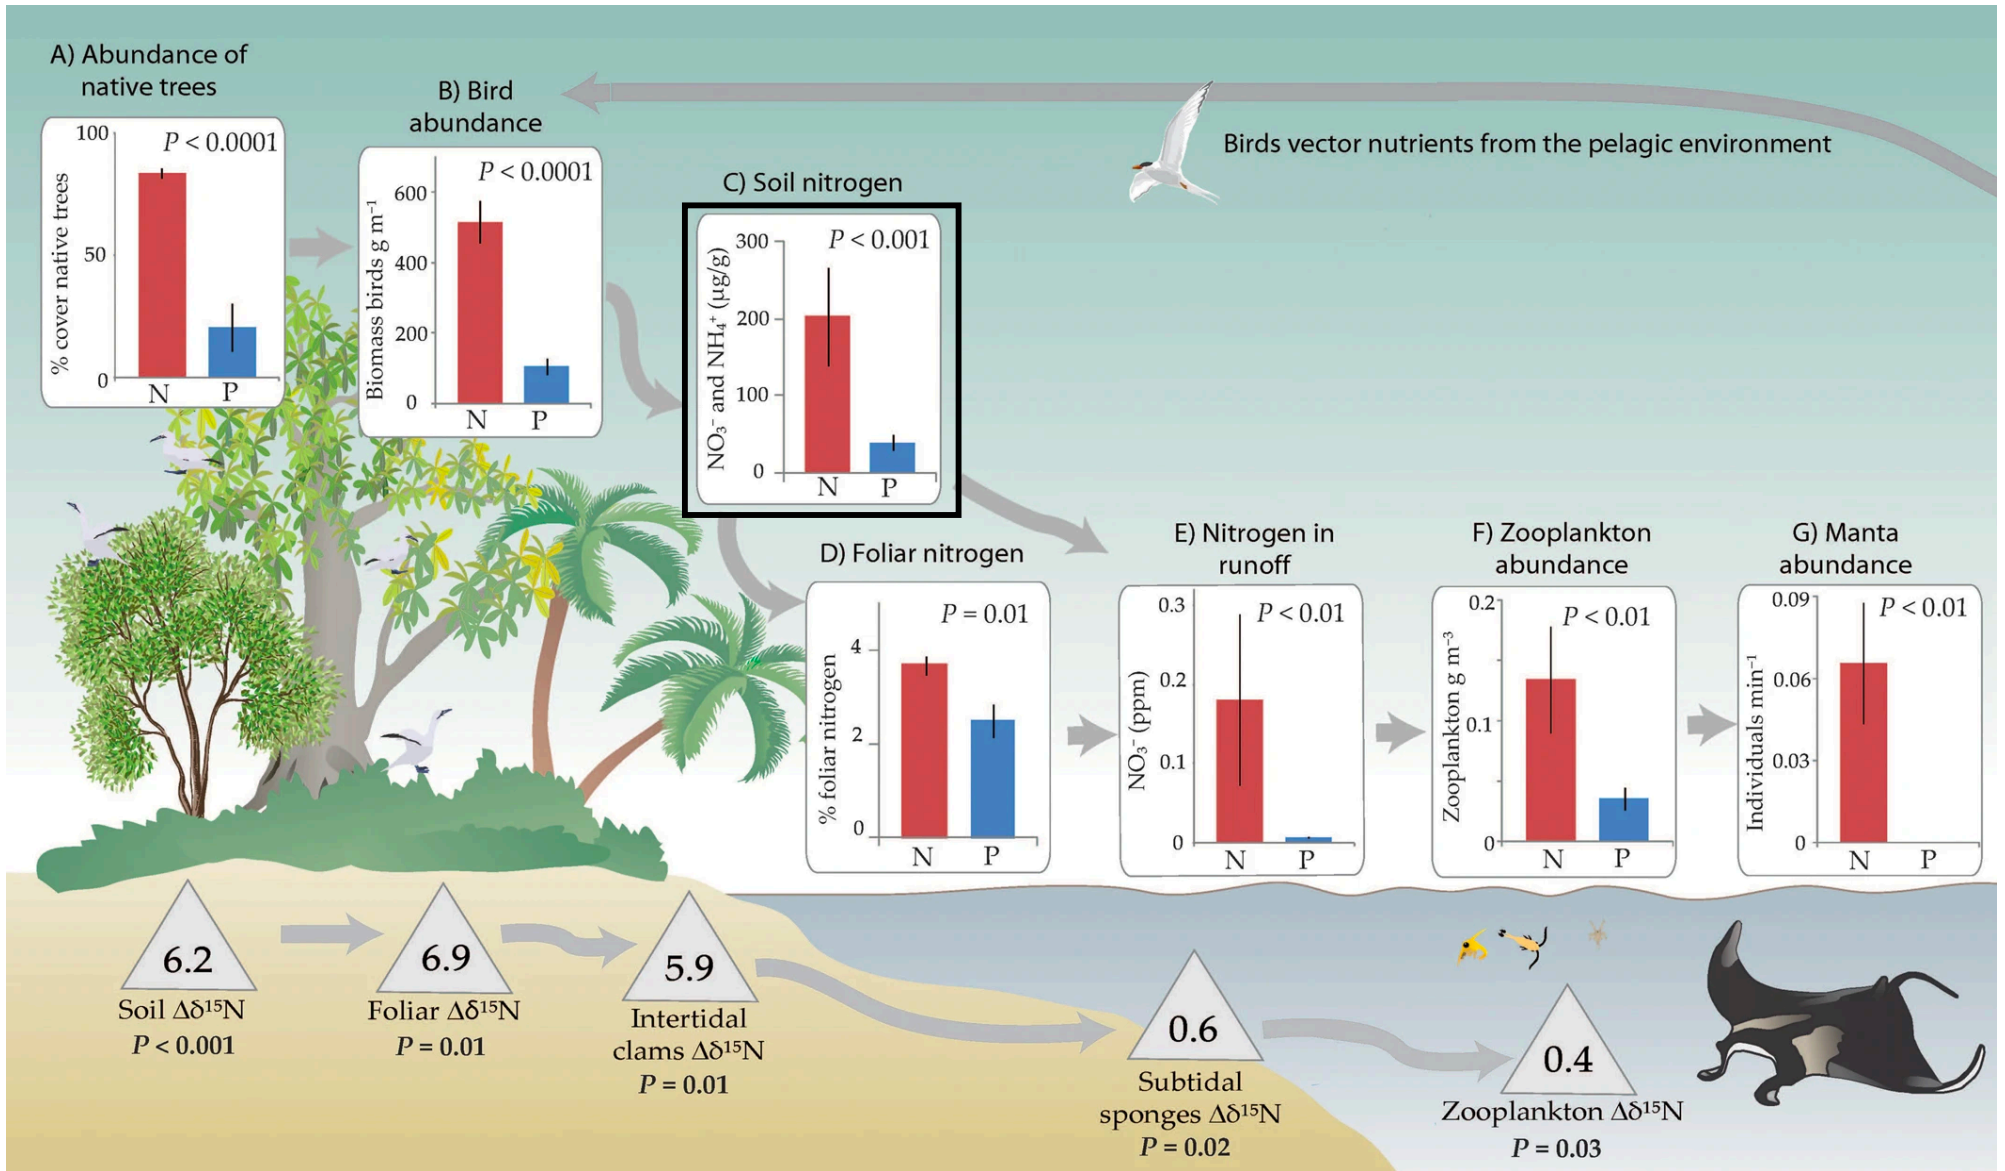 A) Abundance of
native trees
P < 0.0001
100
50
0
% cover native trees
N P
B) Bird
abundance
P < 0.0001
600
400
200
0
Biomass birds g m⁻¹
N P
Birds vector nutrients from the pelagic environment
C) Soil nitrogen
P < 0.001
300
200
100
0
NO₃⁻ and NH₄⁺ (µg/g)
N P
D) Foliar nitrogen
P = 0.01
4
2
0
% foliar nitrogen
N P
E) Nitrogen in
runoff
P < 0.01
0.3
0.2
0.1
0
NO₃⁻ (ppm)
N P
F) Zooplankton
abundance
P < 0.01
0.2
0.1
0
Zooplankton g m⁻³
N P
G) Manta
abundance
P < 0.01
0.09
0.06
0.03
0
Individuals min⁻¹
N P
6.2
Soil Δδ¹⁵N
P < 0.001
6.9
Foliar Δδ¹⁵N
P = 0.01
5.9
Intertidal
clams Δδ¹⁵N
P = 0.01
0.6
Subtidal
sponges Δδ¹⁵N
P = 0.02
0.4
Zooplankton Δδ¹⁵N
P = 0.03